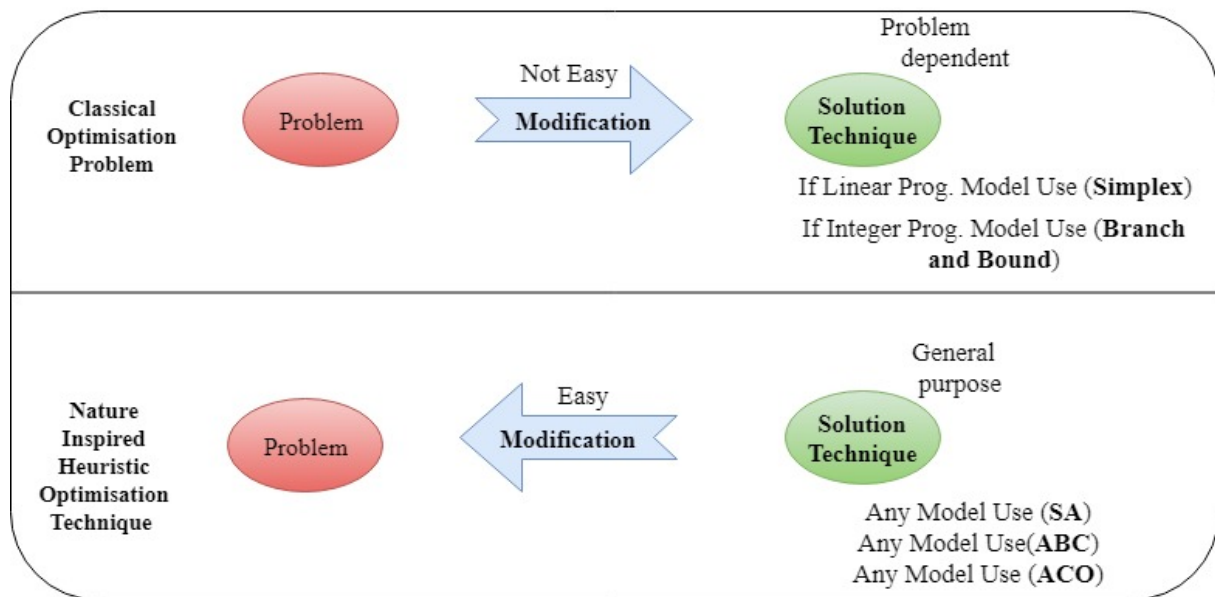 Classical
Optimisation
Problem
Problem
Not Easy
Modification
Problem
dependent
Solution
Technique
If Linear Prog. Model Use (Simplex)
If Integer Prog. Model Use (Branch
and Bound)
Nature
Inspired
Heuristic
Optimisation
Technique
Problem
Easy
Modification
General
purpose
Solution
Technique
Any Model Use (SA)
Any Model Use(ABC)
Any Model Use (ACO)